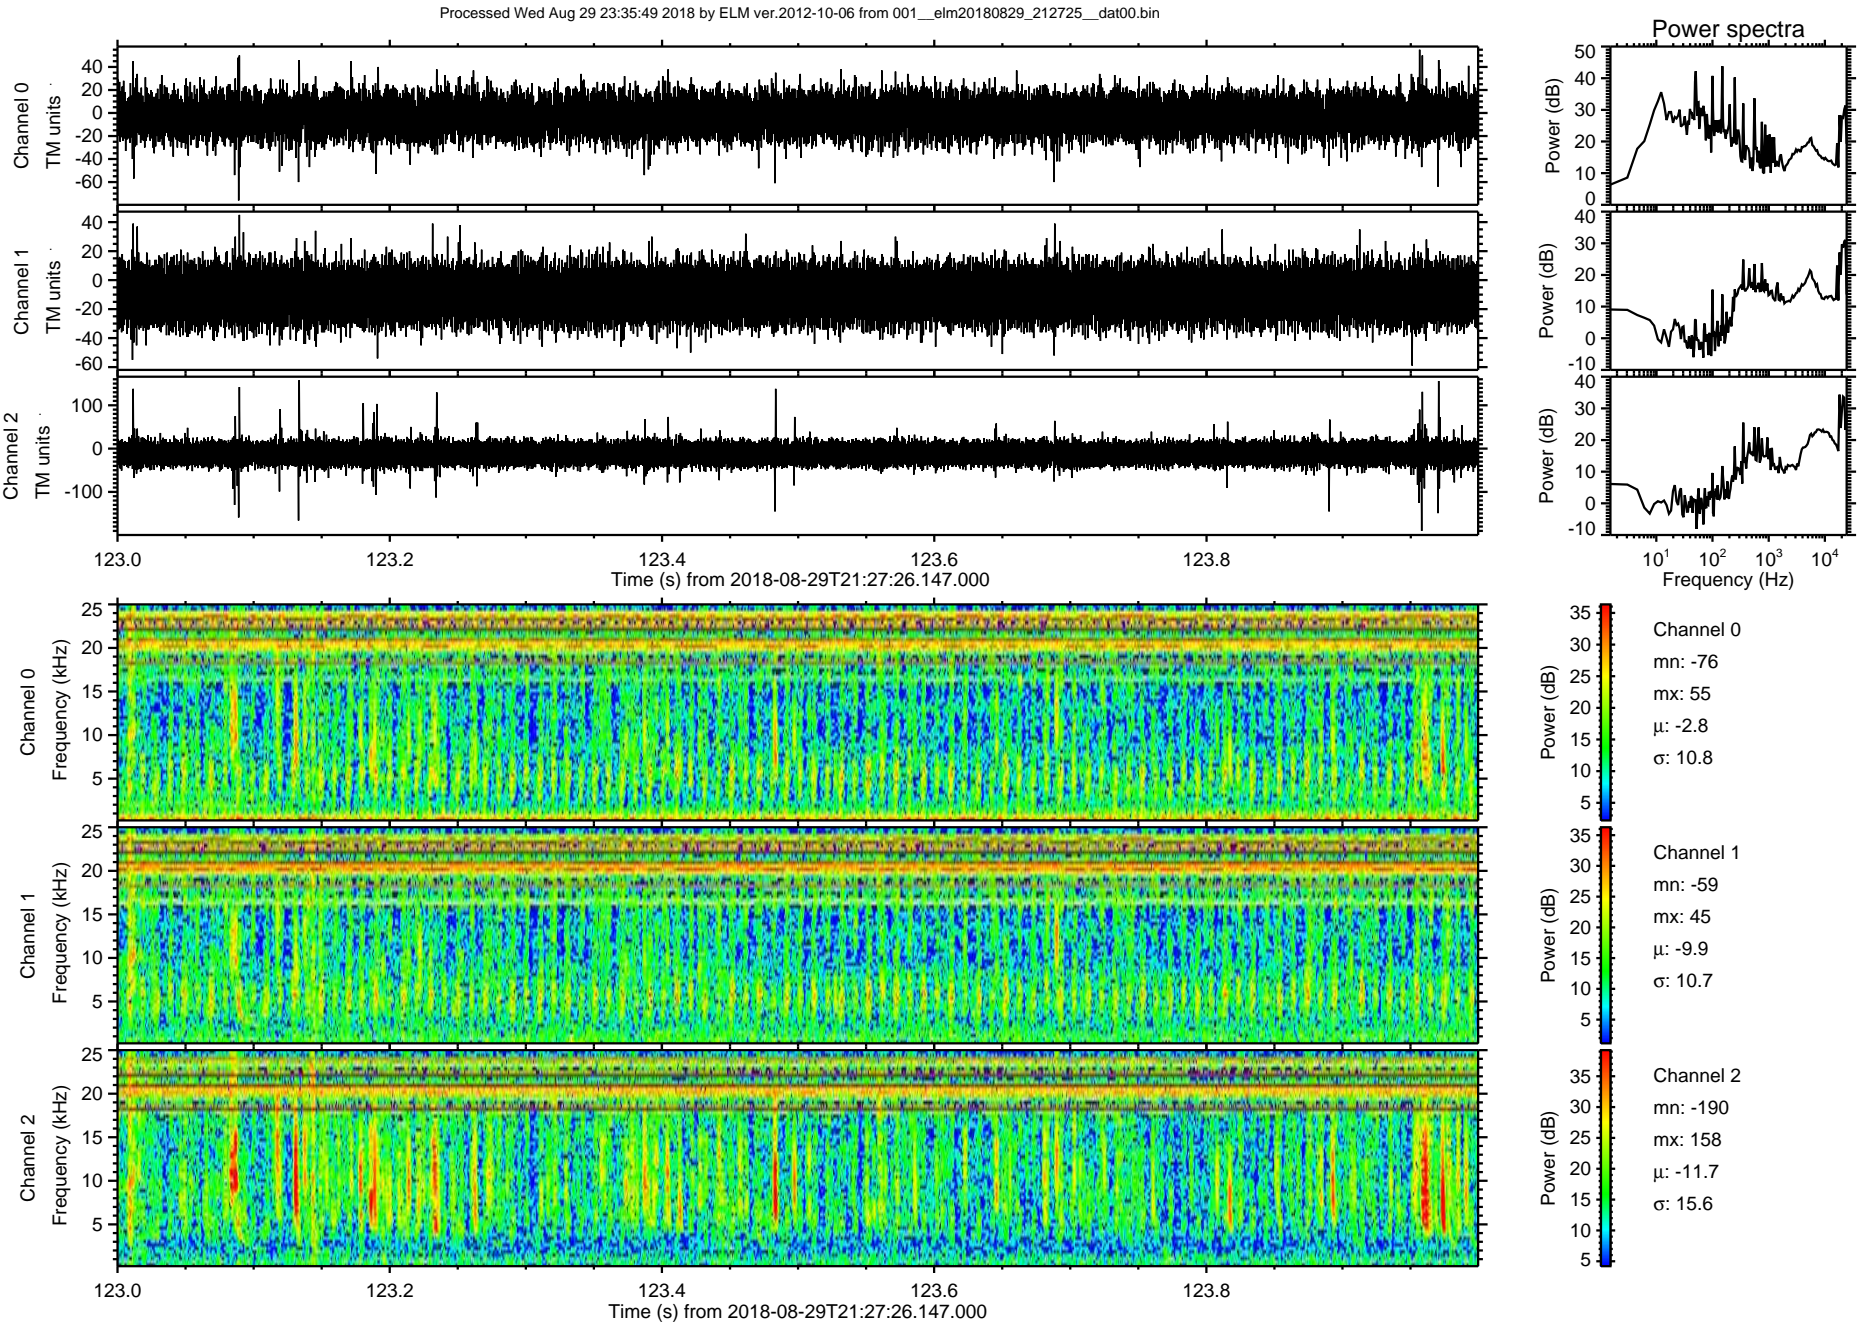 Processed Wed Aug 29 23:35:49 2018 by ELM ver.2012-10-06 from 001__elm20180829_212725__dat00.bin
Power spectra
Channel 0
TM units
40
20
0
-20
-40
-60
Power (dB)
50
40
30
20
10
0
Channel 1
TM units
40
20
0
-20
-40
-60
Power (dB)
40
30
20
10
0
-10
Channel 2
TM units
100
0
-100
Power (dB)
40
30
20
10
0
-10
123.0 123.2 123.4 123.6 123.8
Time (s) from 2018-08-29T21:27:26.147.000
10¹ 10² 10³ 10⁴
Frequency (Hz)
Channel 0
Frequency (kHz)
25
20
15
10
5
Power (dB)
35
30
25
20
15
10
5
Channel 0
mn: -76
mx: 55
μ: -2.8
σ: 10.8
Channel 1
Frequency (kHz)
25
20
15
10
5
Power (dB)
35
30
25
20
15
10
5
Channel 1
mn: -59
mx: 45
μ: -9.9
σ: 10.7
Channel 2
Frequency (kHz)
25
20
15
10
5
Power (dB)
35
30
25
20
15
10
5
Channel 2
mn: -190
mx: 158
μ: -11.7
σ: 15.6
123.0 123.2 123.4 123.6 123.8
Time (s) from 2018-08-29T21:27:26.147.000